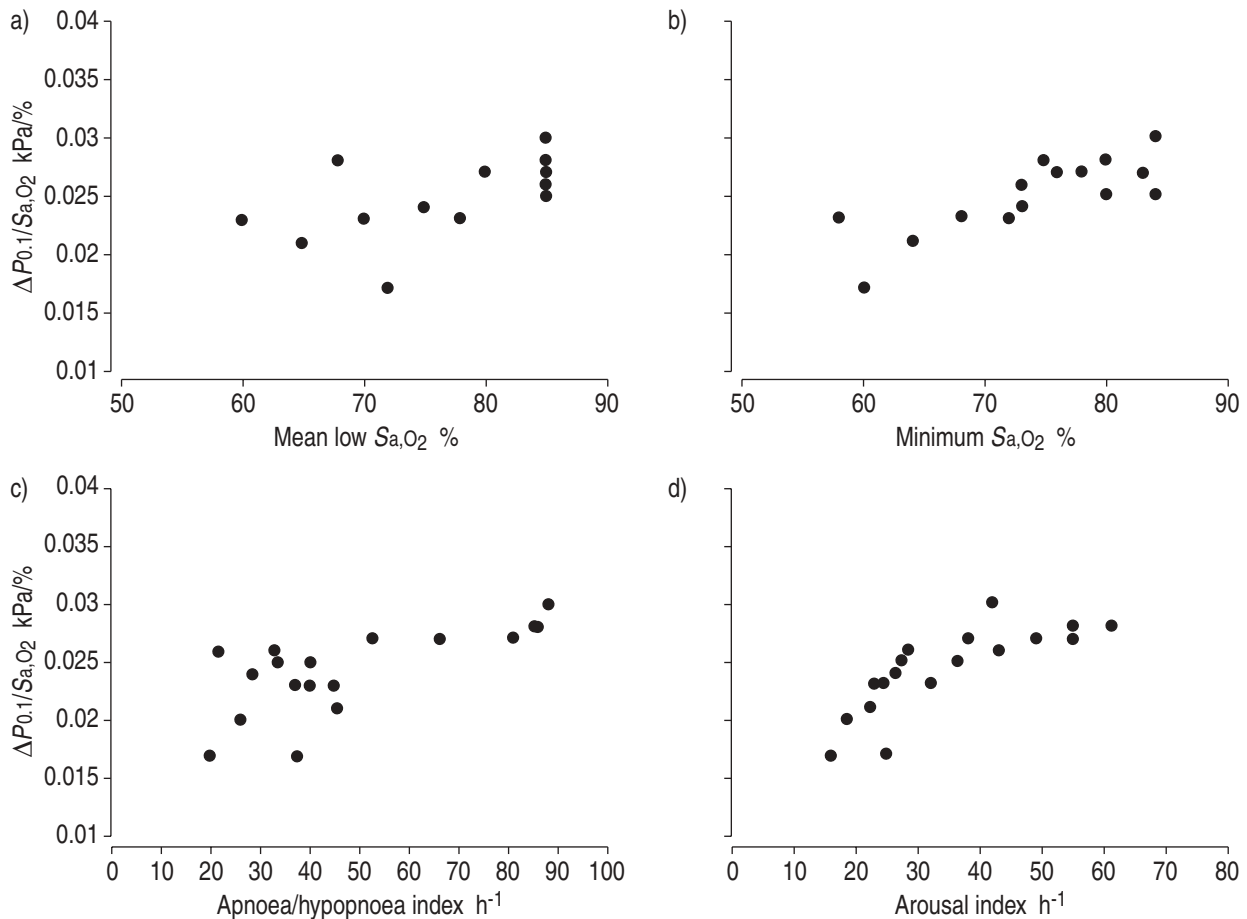 a)
0.04
0.035
0.03
0.025
0.02
0.015
0.01
ΔP0.1/Sa,O2 kPa/%
50 60 70 80 90
Mean low Sa,O2 %
b)
50 60 70 80 90
Minimum Sa,O2 %
c)
0.04
0.035
0.03
0.025
0.02
0.015
0.01
ΔP0.1/Sa,O2 kPa/%
0 10 20 30 40 50 60 70 80 90 100
Apnoea/hypopnoea index h-1
d)
0 10 20 30 40 50 60 70 80
Arousal index h-1